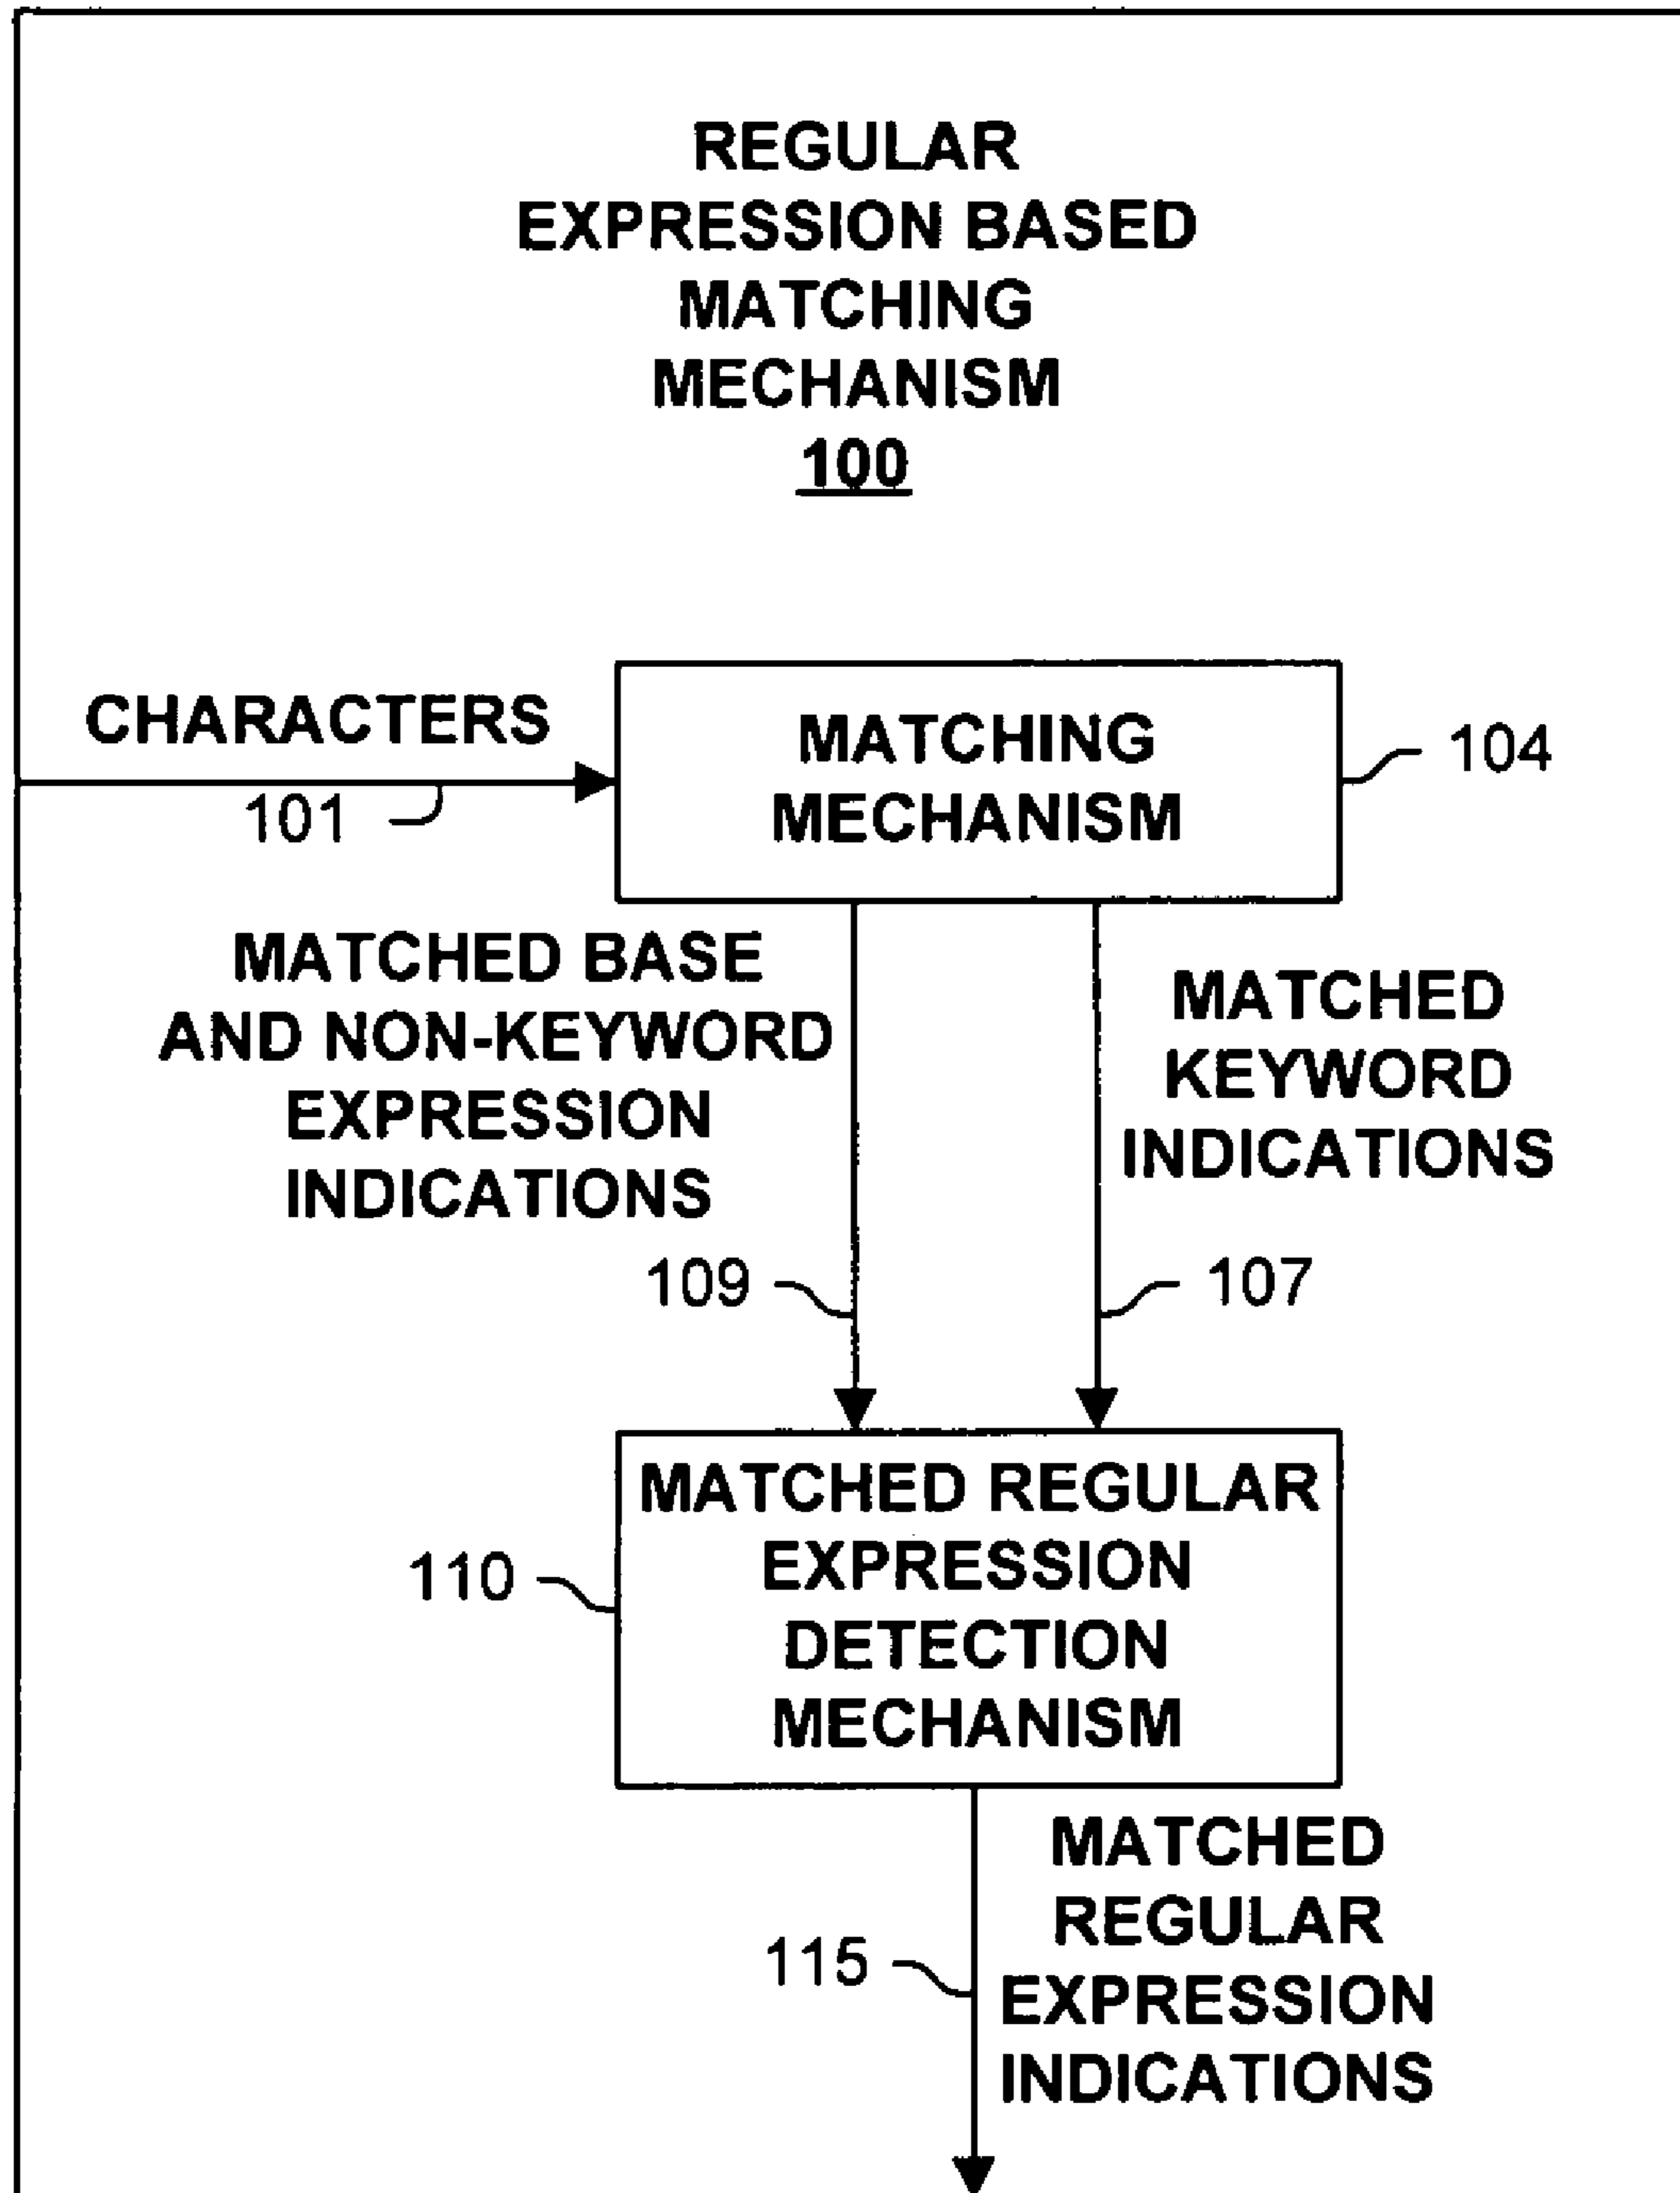 REGULAR
EXPRESSION BASED
MATCHING
MECHANISM
100
CHARACTERS
101
MATCHING
MECHANISM
104
MATCHED BASE
AND NON-KEYWORD
EXPRESSION
INDICATIONS
MATCHED
KEYWORD
INDICATIONS
109
107
MATCHED REGULAR
EXPRESSION
DETECTION
MECHANISM
110
MATCHED
REGULAR
EXPRESSION
INDICATIONS
115